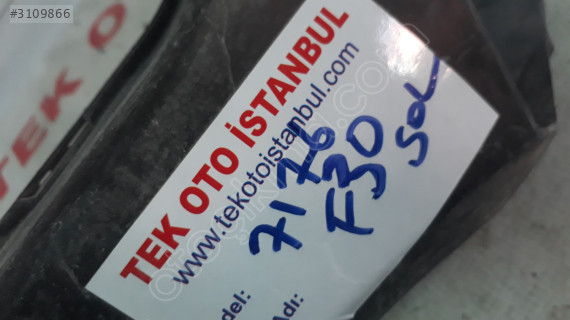 #3109866
TEK O
TEK OTO İSTANBUL
www.tekotoistanbul.com
7176
F30
SOL
del:
Adı: